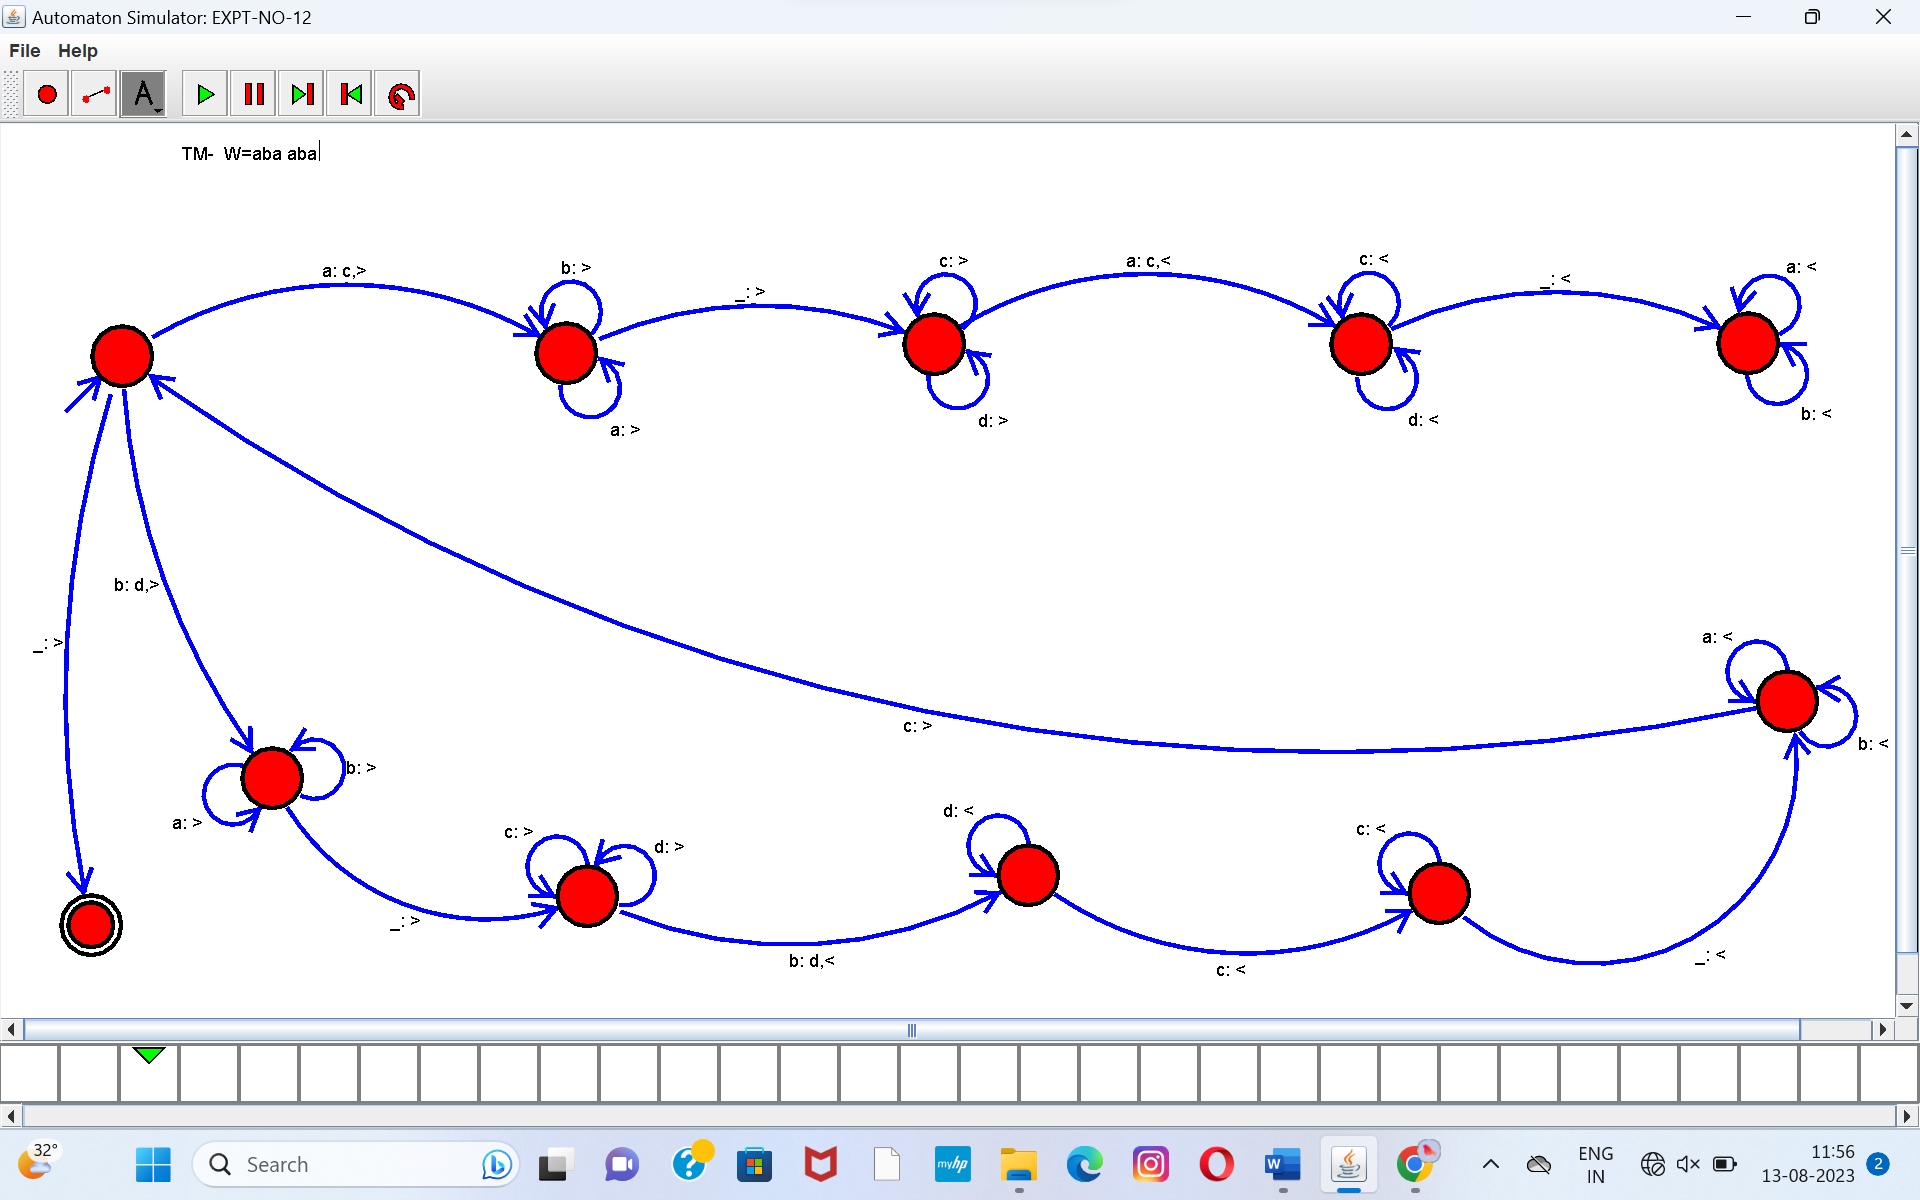 Automaton Simulator: EXPT-NO-12
File Help
A
TM- W=aba aba
a: c,>
b: >
a: >
_: >
c: >
d: >
a: c,<
c: <
d: <
_: <
a: <
b: <
b: d,>
_: >
c: >
a: <
b: <
b: >
a: >
_: >
c: >
d: >
b: d,<
d: <
c: <
c: <
_: <
32°
Search
myhp
W
ENG
IN
11:56
13-08-2023
2